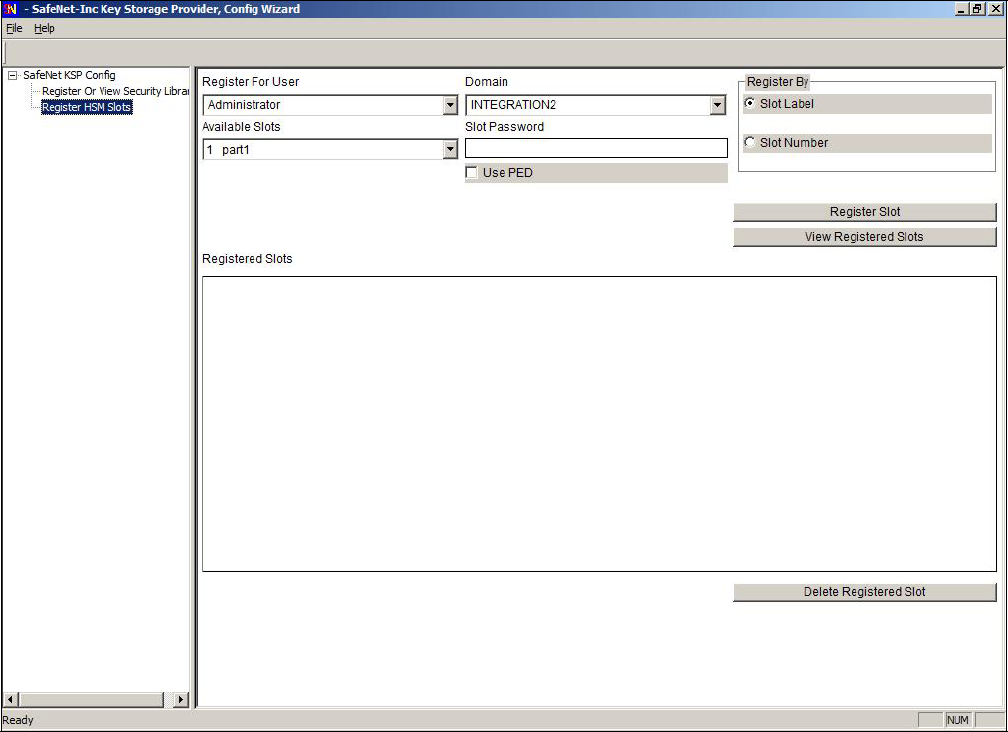 - SafeNet-Inc Key Storage Provider, Config Wizard
File Help
SafeNet KSP Config
Register Or View Security Librar
Register HSM Slots
Register For User
Administrator
Available Slots
1 part1
Domain
INTEGRATION2
Slot Password
Use PED
Register By
Slot Label
Slot Number
Register Slot
View Registered Slots
Registered Slots
Delete Registered Slot
Ready
NUM